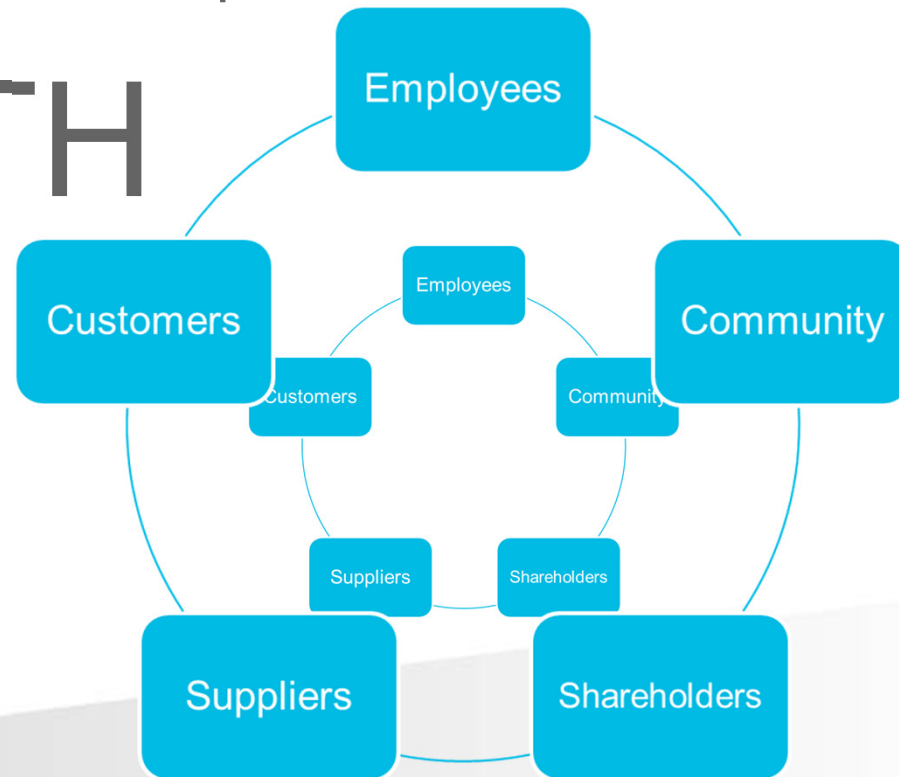 H
Employees
Customers
Community
Employees
Customers
Community
Suppliers
Shareholders
Suppliers
Shareholders